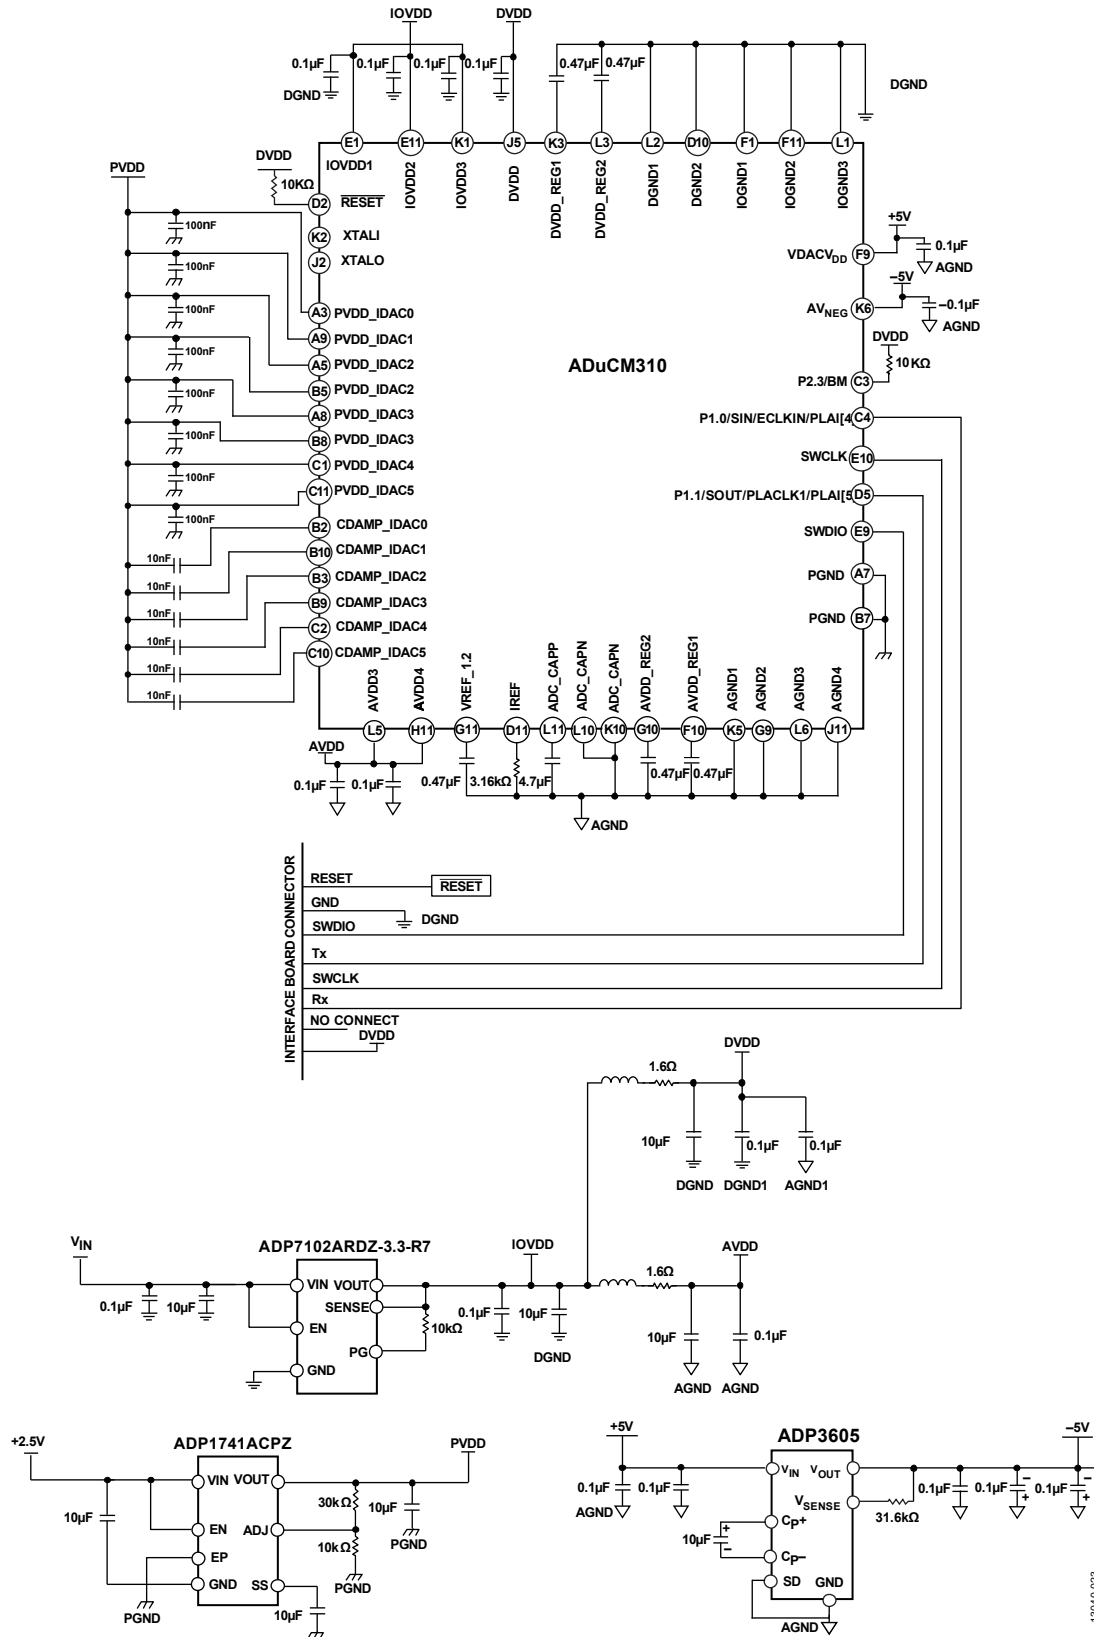 IOVDD DVDD
0.1µF 0.1µF 0.1µF 0.1µF 0.47µF 0.47µF
DGND DGND
E1 E11 K1 J5 K3 L3 L2 D10 F1 F11 L1
IOVDD1 IOVDD2 IOVDD3 DVDD DVDD_REG1 DVDD_REG2 DGND1 DGND2 IOGND1 IOGND2 IOGND3
PVDD
DVDD
10KΩ
D2 RESET
K2 XTALI
J2 XTALO
100nF
100nF
100nF
100nF
100nF
100nF
100nF
100nF
A3 PVDD_IDAC0
A9 PVDD_IDAC1
A5 PVDD_IDAC2
B5 PVDD_IDAC2
A8 PVDD_IDAC3
B8 PVDD_IDAC3
C1 PVDD_IDAC4
C11 PVDD_IDAC5
B2 CDAMP_IDAC0
B10 CDAMP_IDAC1
B3 CDAMP_IDAC2
B9 CDAMP_IDAC3
C2 CDAMP_IDAC4
C10 CDAMP_IDAC5
10nF
10nF
10nF
10nF
10nF
10nF
ADuCM310
+5V
VDACVDD F9 0.1µF
AGND
–5V
AVNEG K6 –0.1µF
AGND
DVDD
10KΩ
P2.3/BM C3
P1.0/SIN/ECLKIN/PLAI[4 C4
SWCLK E10
P1.1/SOUT/PLACLK1/PLAI[5 D5
SWDIO E9
PGND A7
PGND B7
AVDD3 AVDD4 VREF_1.2 IREF ADC_CAPP ADC_CAPN ADC_CAPN AVDD_REG2 AVDD_REG1 AGND1 AGND2 AGND3 AGND4
L5 H11 G11 D11 L11 L10 K10 G10 F10 K5 G9 L6 J11
AVDD
0.1µF 0.1µF 0.47µF 3.16kΩ 4.7µF 0.47µF 0.47µF
AGND
INTERFACE BOARD CONNECTOR
RESET RESET
GND
DGND
SWDIO
Tx
SWCLK
Rx
NO CONNECT
DVDD
DVDD
1.6Ω
10µF 0.1µF 0.1µF
DGND DGND1 AGND1
VIN
ADP7102ARDZ-3.3-R7
IOVDD AVDD
1.6Ω
VIN VOUT
SENSE
EN
PG
GND
0.1µF 10µF
10kΩ
0.1µF 10µF
DGND
10µF 0.1µF
AGND AGND
+2.5V
ADP1741ACPZ
PVDD
VIN VOUT
EN ADJ
EP
GND SS
10µF
30kΩ 10µF
PGND
10kΩ
PGND
PGND
10µF
+5V
ADP3605
–5V
VIN VOUT
VSENSE
CP+
CP–
SD GND
0.1µF 0.1µF
AGND
10µF + –
31.6kΩ
0.1µF 0.1µF – + 0.1µF – +
AGND
13040-023